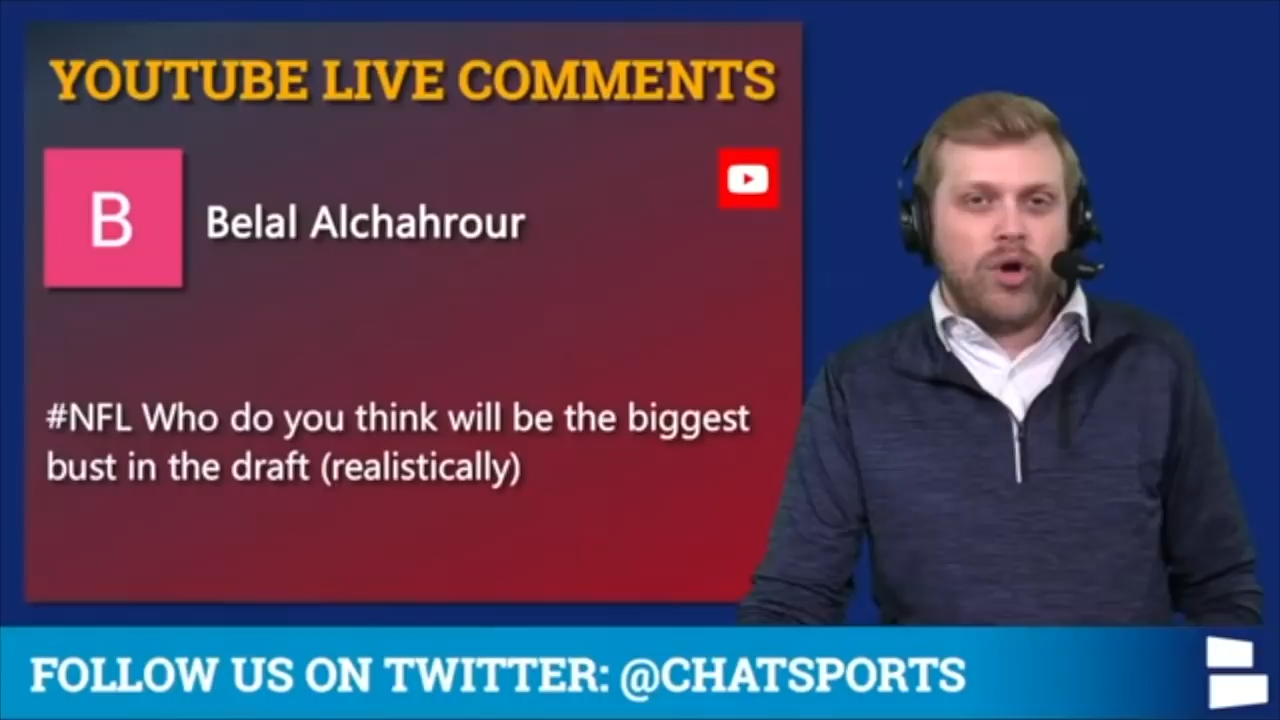 YOUTUBE LIVE COMMENTS
B
Belal Alchahrour
#NFL Who do you think will be the biggest
bust in the draft (realistically)
FOLLOW US ON TWITTER: @CHATSPORTS